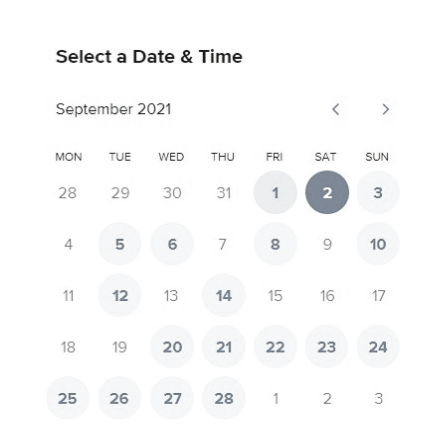 Select a Date & Time
September 2021
MON TUE WED THU FRI SAT SUN
28 29 30 31 1 2 3
4 5 6 7 8 9 10
11 12 13 14 15 16 17
18 19 20 21 22 23 24
25 26 27 28 1 2 3